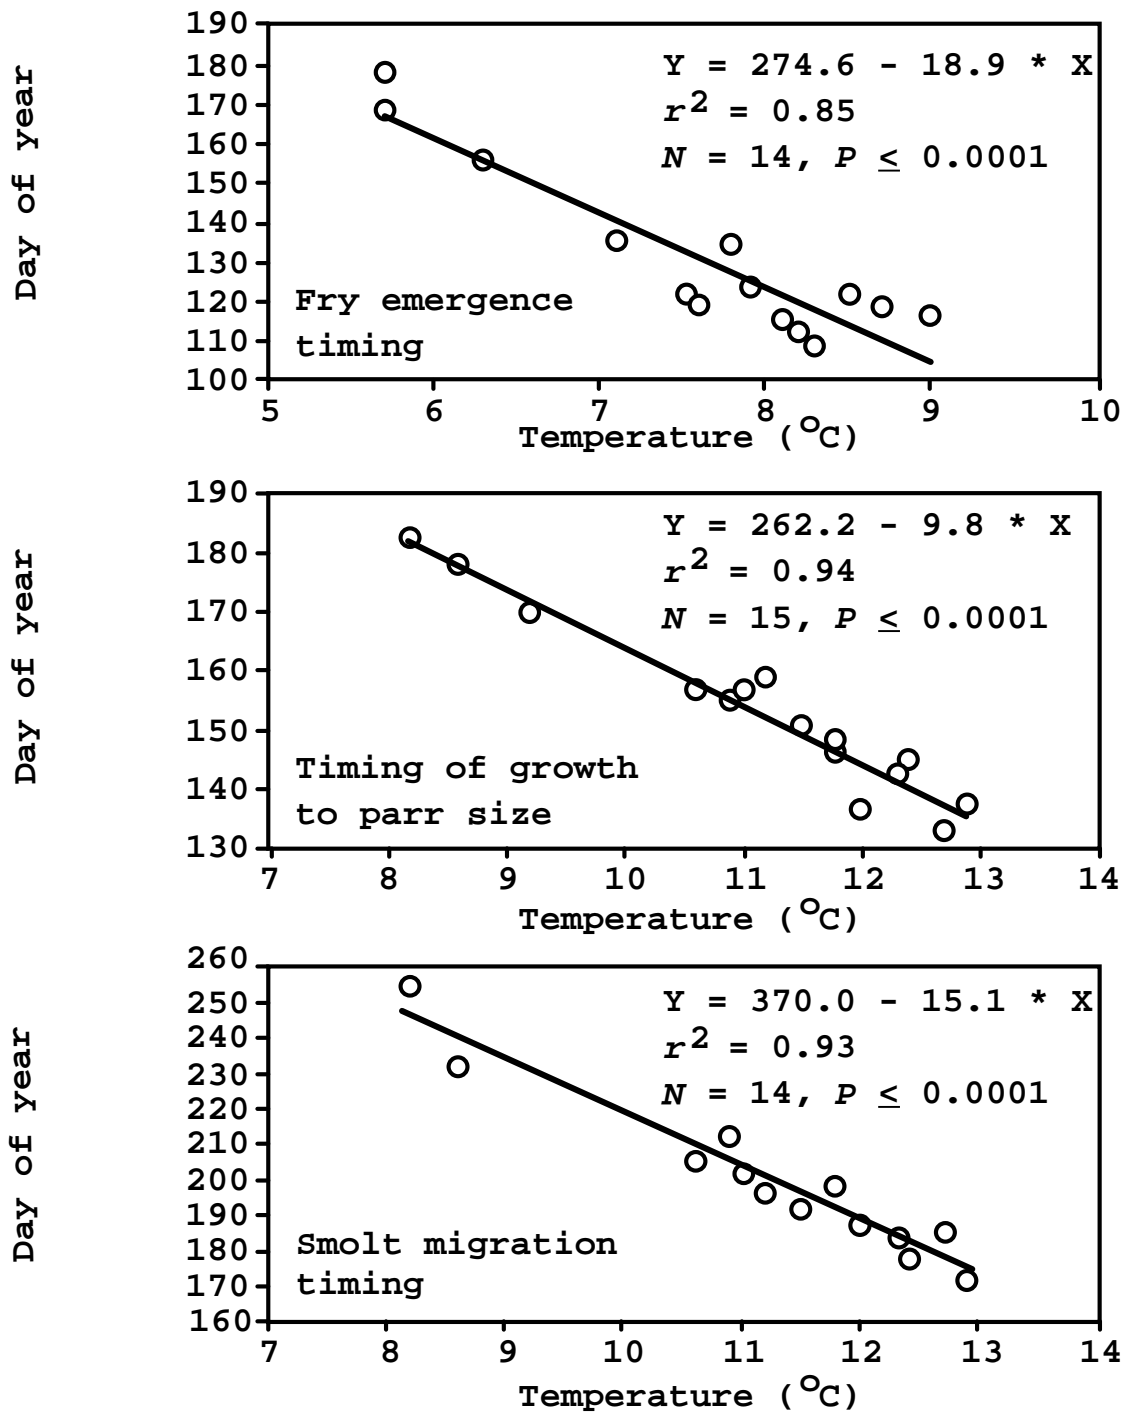 Day of year
190
180
170
160
150
140
130
120
110
100
Y = 274.6 - 18.9 * X
r² = 0.85
N = 14, P ≤ 0.0001
Fry emergence
timing
5 6 7 8 9 10
Temperature (°C)
Day of year
190
180
170
160
150
140
130
Y = 262.2 - 9.8 * X
r² = 0.94
N = 15, P ≤ 0.0001
Timing of growth
to parr size
7 8 9 10 11 12 13 14
Temperature (°C)
Day of year
260
250
240
230
220
210
200
190
180
170
160
Y = 370.0 - 15.1 * X
r² = 0.93
N = 14, P ≤ 0.0001
Smolt migration
timing
7 8 9 10 11 12 13 14
Temperature (°C)